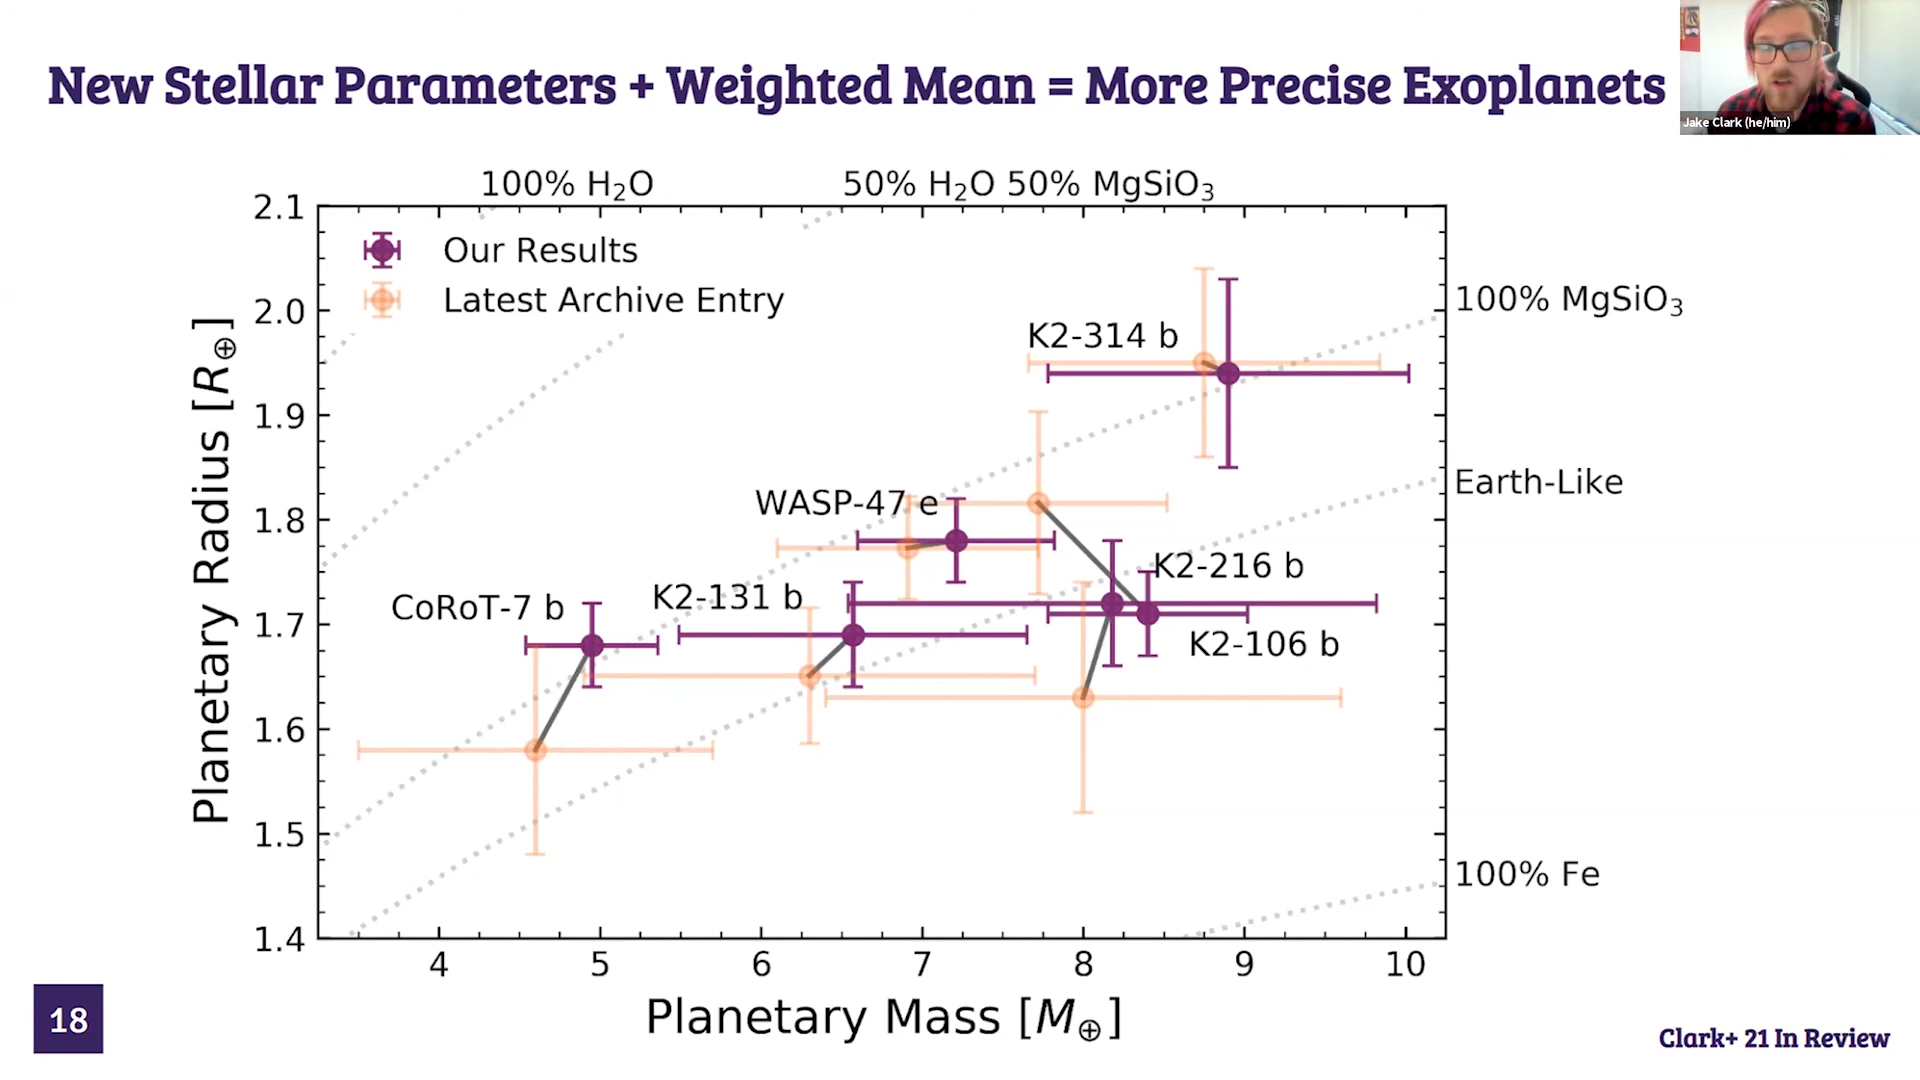 New Stellar Parameters + Weighted Mean = More Precise Exoplanets
Jake Clark (he/him)
100% H₂O
50% H₂O 50% MgSiO₃
2.1
2.0
1.9
1.8
1.7
1.6
1.5
1.4
Planetary Radius [R⊕]
Our Results
Latest Archive Entry
K2-314 b
WASP-47 e
K2-216 b
K2-131 b
CoRoT-7 b
K2-106 b
100% MgSiO₃
Earth-Like
100% Fe
4 5 6 7 8 9 10
Planetary Mass [M⊕]
18
Clark+ 21 In Review